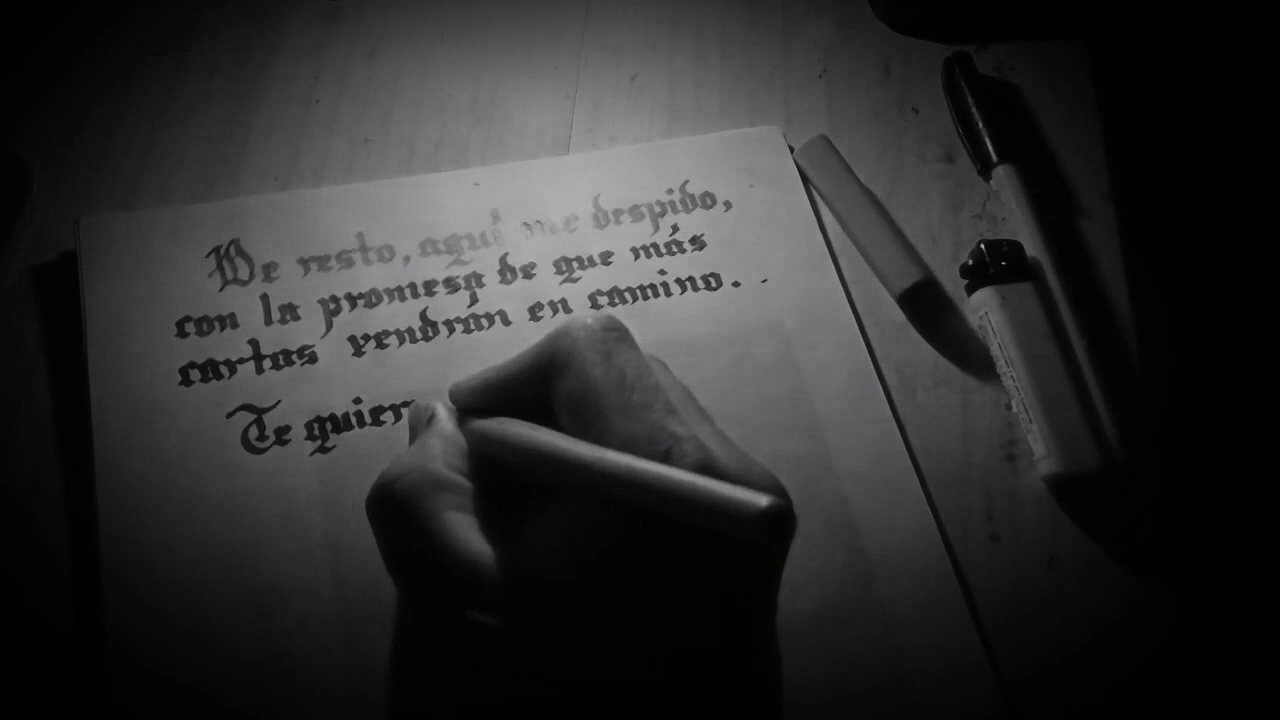 De resto, aquí me despido,
con la promesa de que más
cartas vendrán en camino. .
Te quier